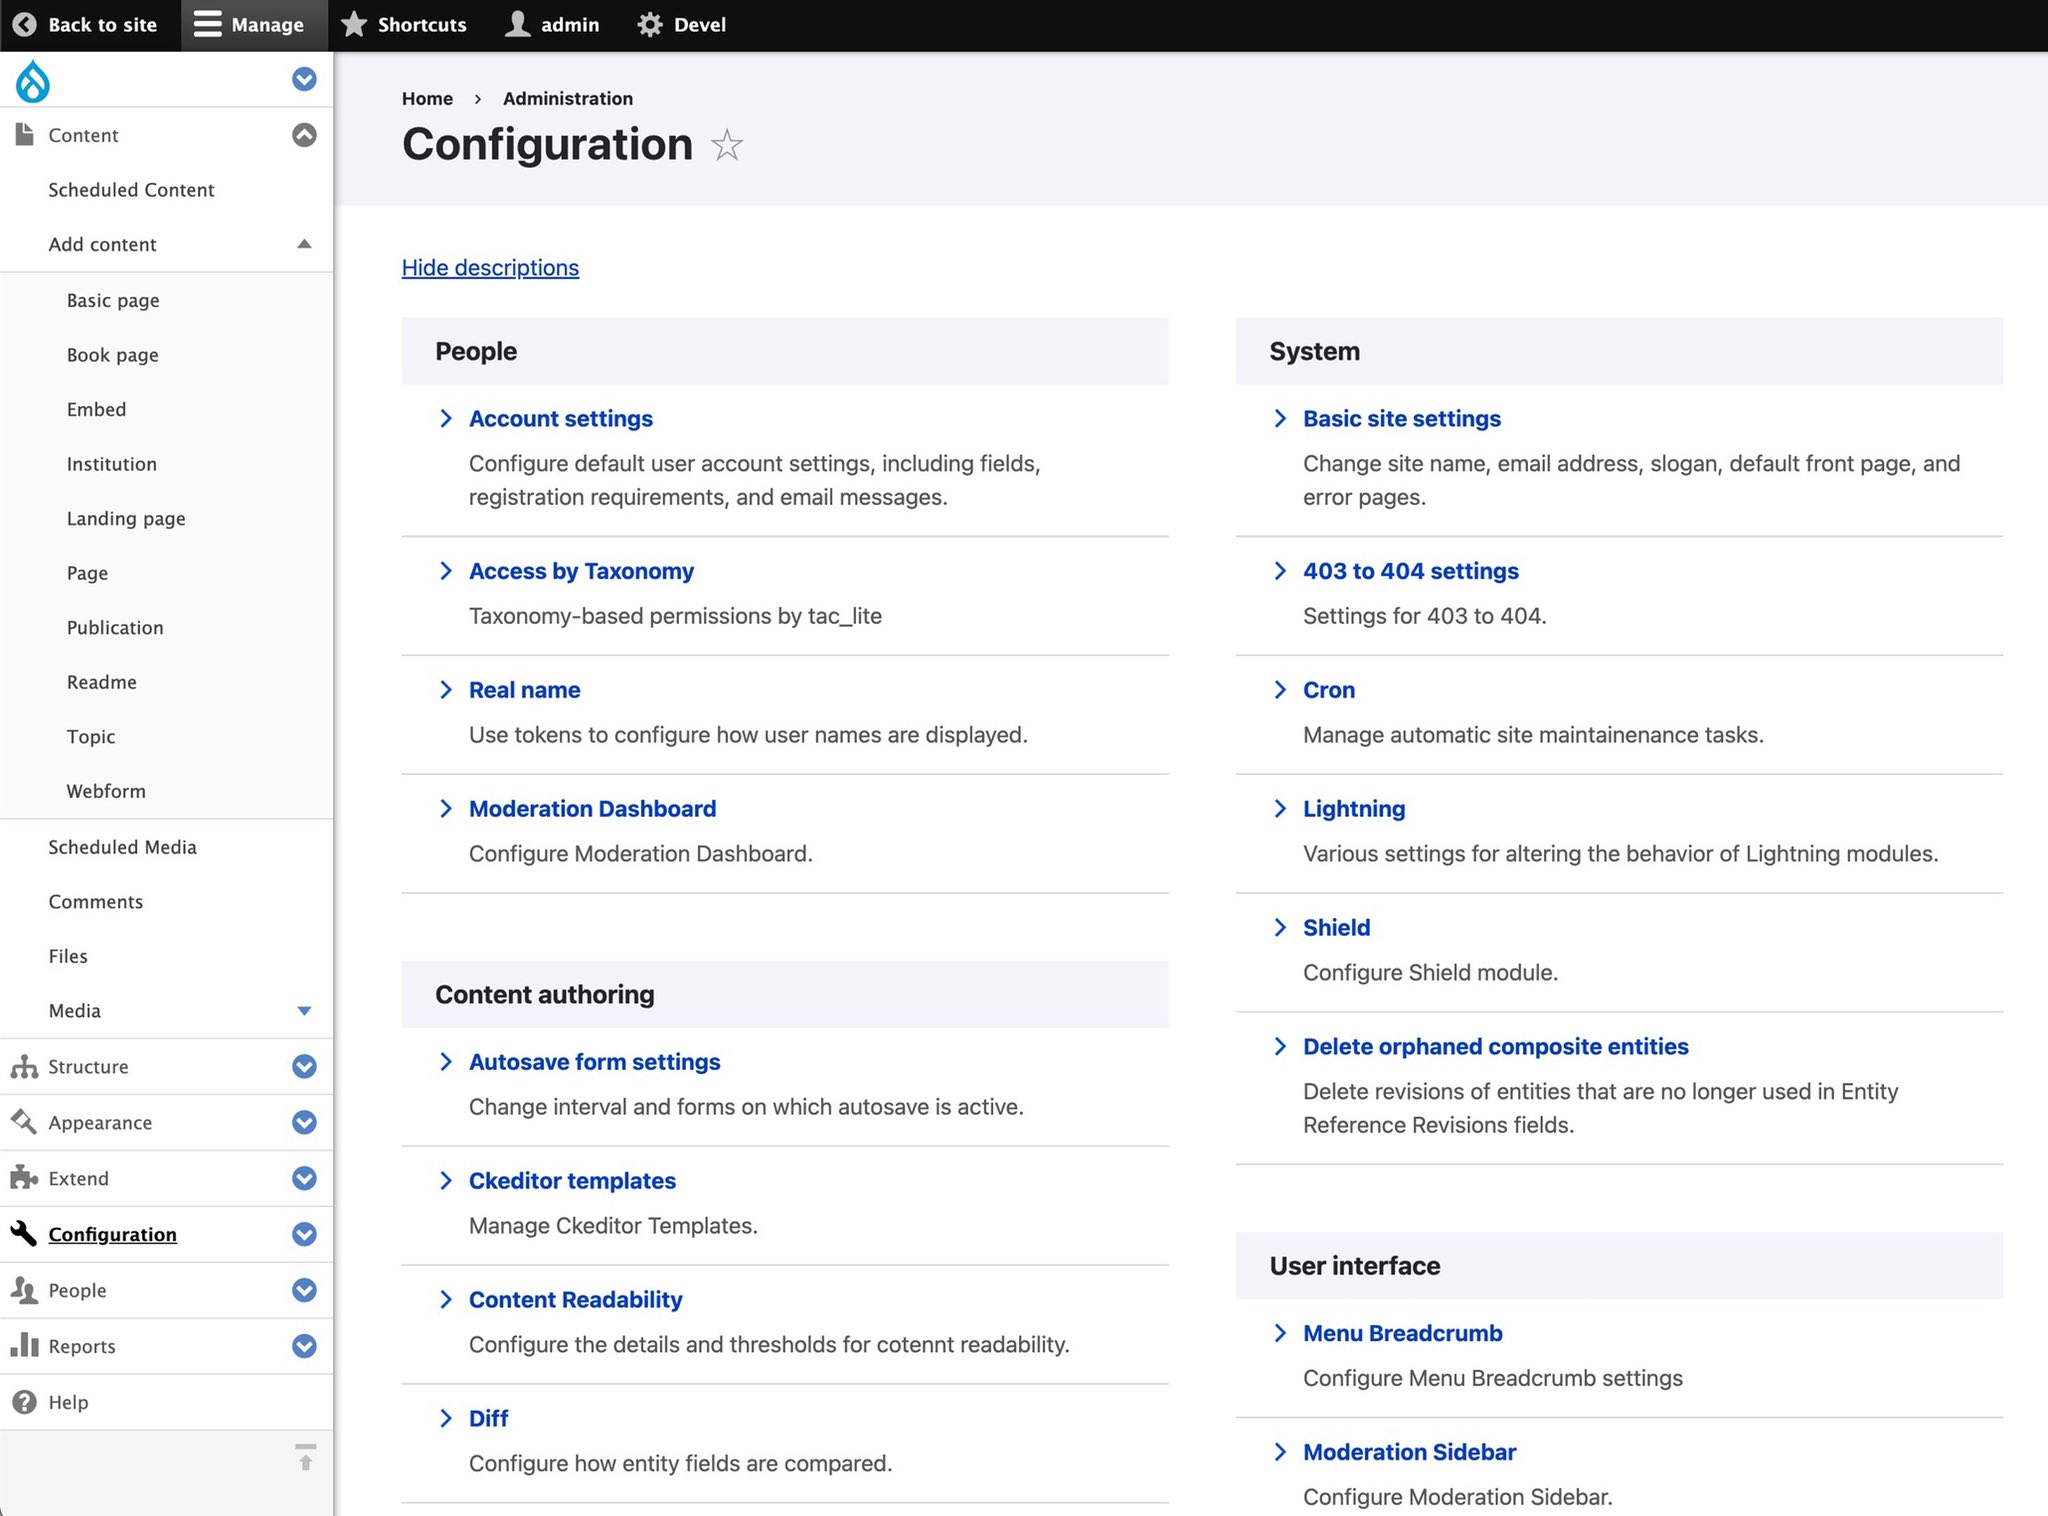 Back to site
Manage
Shortcuts
admin
Devel
Content
Scheduled Content
Add content
Basic page
Book page
Embed
Institution
Landing page
Page
Publication
Readme
Topic
Webform
Scheduled Media
Comments
Files
Media
Structure
Appearance
Extend
Configuration
People
Reports
Help
Home › Administration
Configuration
Hide descriptions
People
Account settings
Configure default user account settings, including fields,
registration requirements, and email messages.
Access by Taxonomy
Taxonomy-based permissions by tac_lite
Real name
Use tokens to configure how user names are displayed.
Moderation Dashboard
Configure Moderation Dashboard.
Content authoring
Autosave form settings
Change interval and forms on which autosave is active.
Ckeditor templates
Manage Ckeditor Templates.
Content Readability
Configure the details and thresholds for cotennt readability.
Diff
Configure how entity fields are compared.
System
Basic site settings
Change site name, email address, slogan, default front page, and
error pages.
403 to 404 settings
Settings for 403 to 404.
Cron
Manage automatic site maintainenance tasks.
Lightning
Various settings for altering the behavior of Lightning modules.
Shield
Configure Shield module.
Delete orphaned composite entities
Delete revisions of entities that are no longer used in Entity
Reference Revisions fields.
User interface
Menu Breadcrumb
Configure Menu Breadcrumb settings
Moderation Sidebar
Configure Moderation Sidebar.